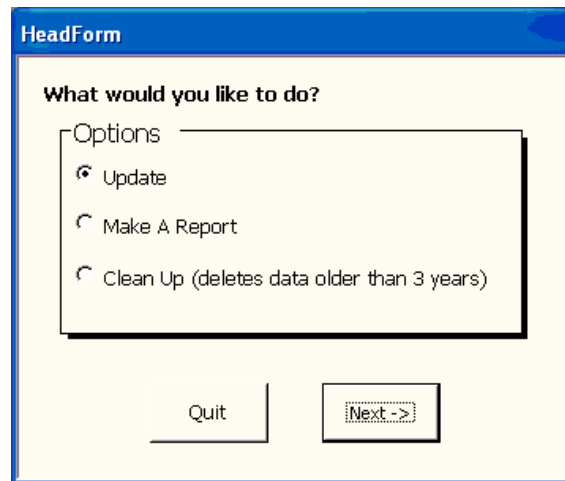 HeadForm
What would you like to do?
Options
Update
Make A Report
Clean Up (deletes data older than 3 years)
Quit
Next ->